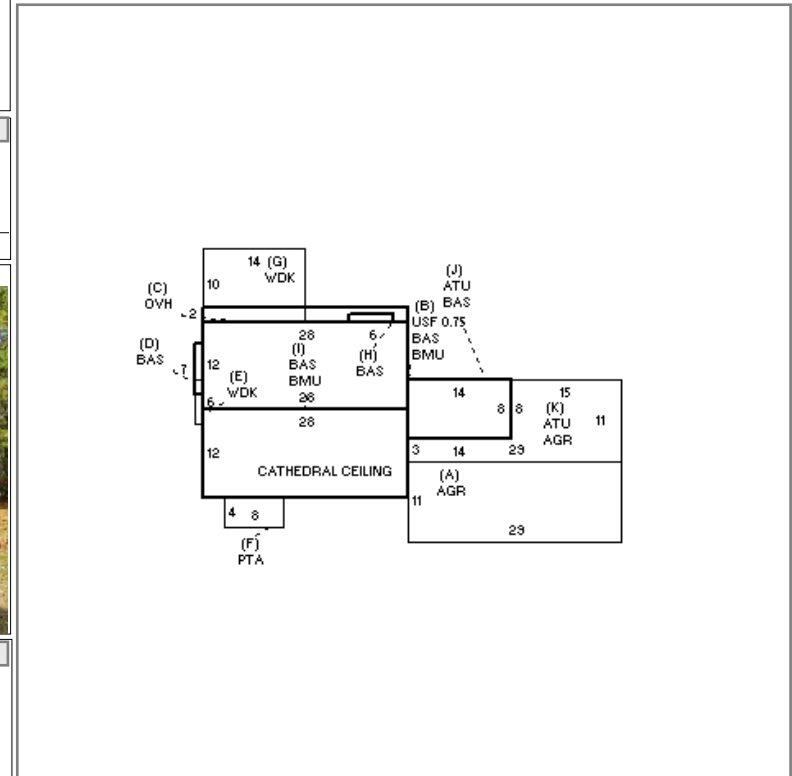 14 (G)
WDK
10
(J)
ATU
BAS
(C)
OVH
2
(B)
USF 0.75
BAS
BMU
28
6
(D)
BAS
7
12
(I)
BAS
BMU
(H)
BAS
(E)
WDK
6
28
28
14
8
8
15
(K)
ATU
AGR
11
12
CATHEDRAL CEILING
3
14
29
(A)
AGR
11
4
8
29
(F)
PTA